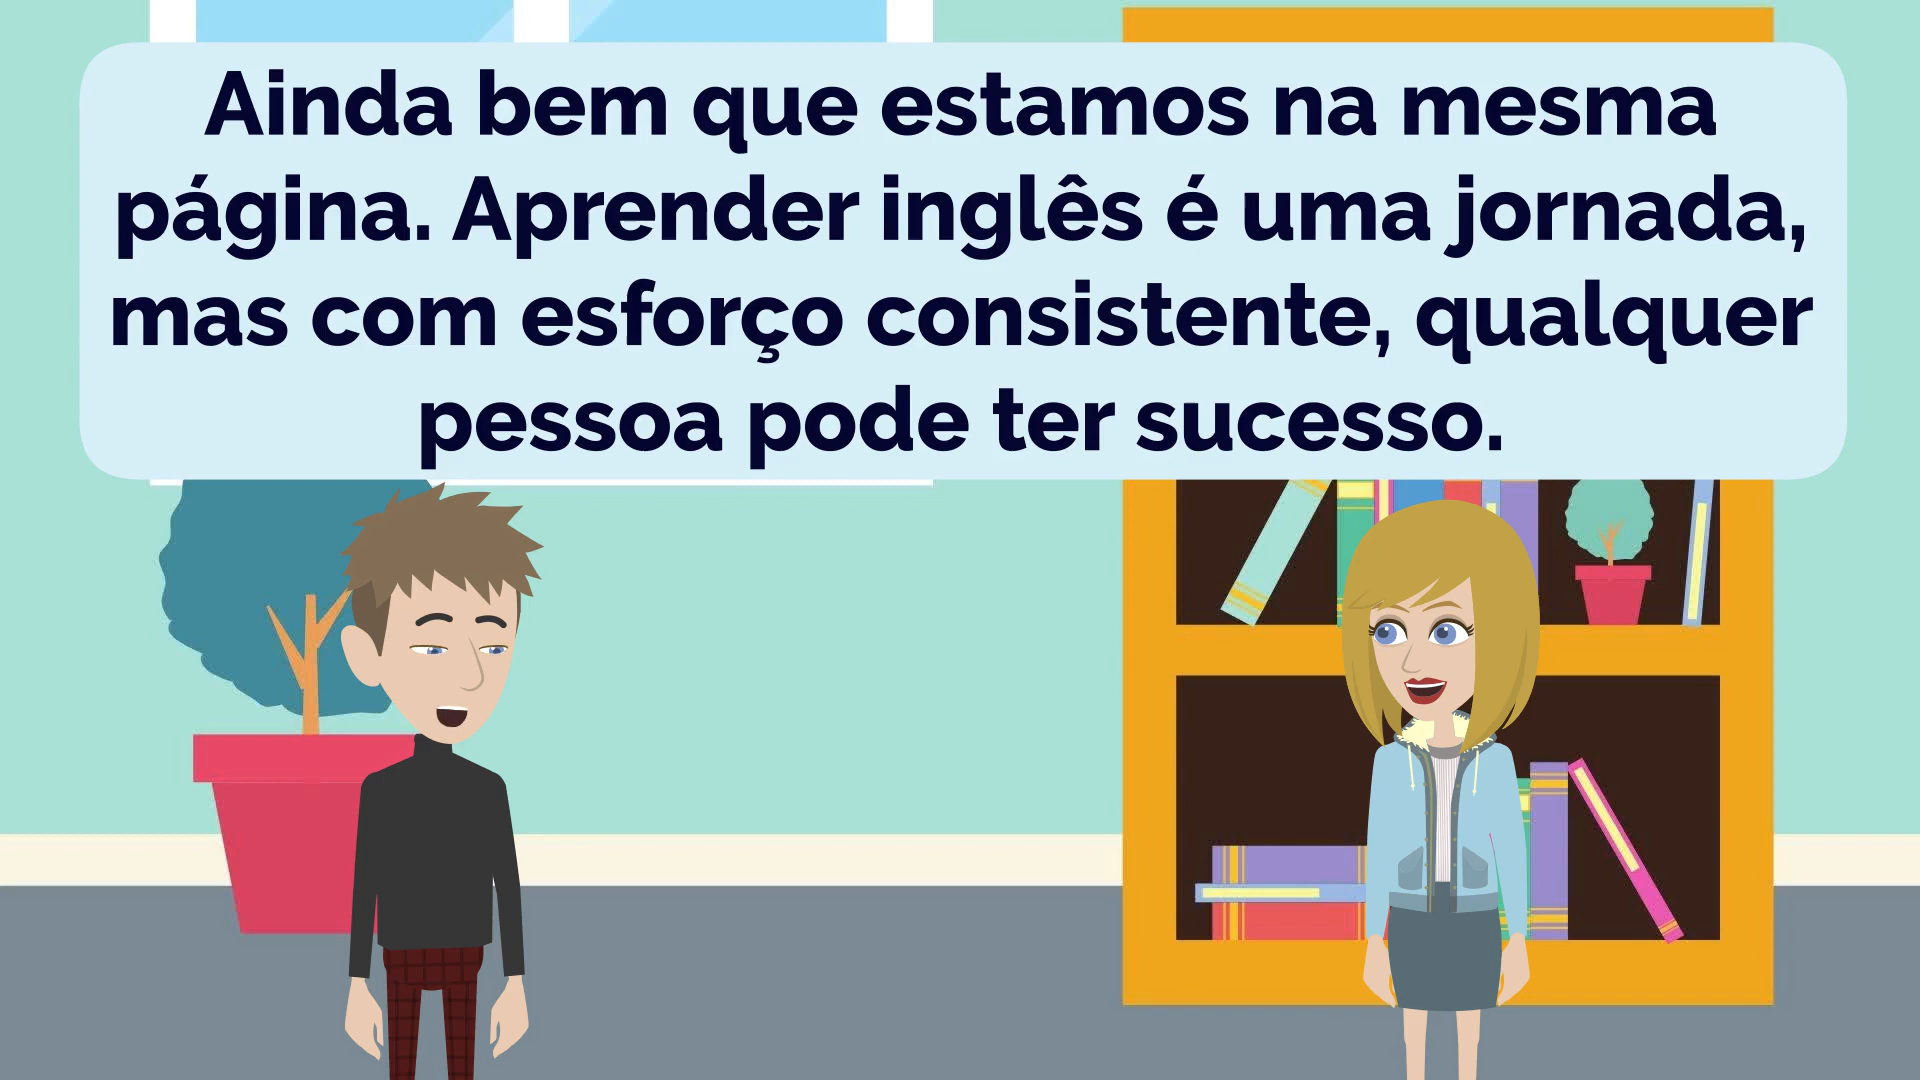 Ainda bem que estamos na mesma
página. Aprender inglês é uma jornada,
mas com esforço consistente, qualquer
pessoa pode ter sucesso.